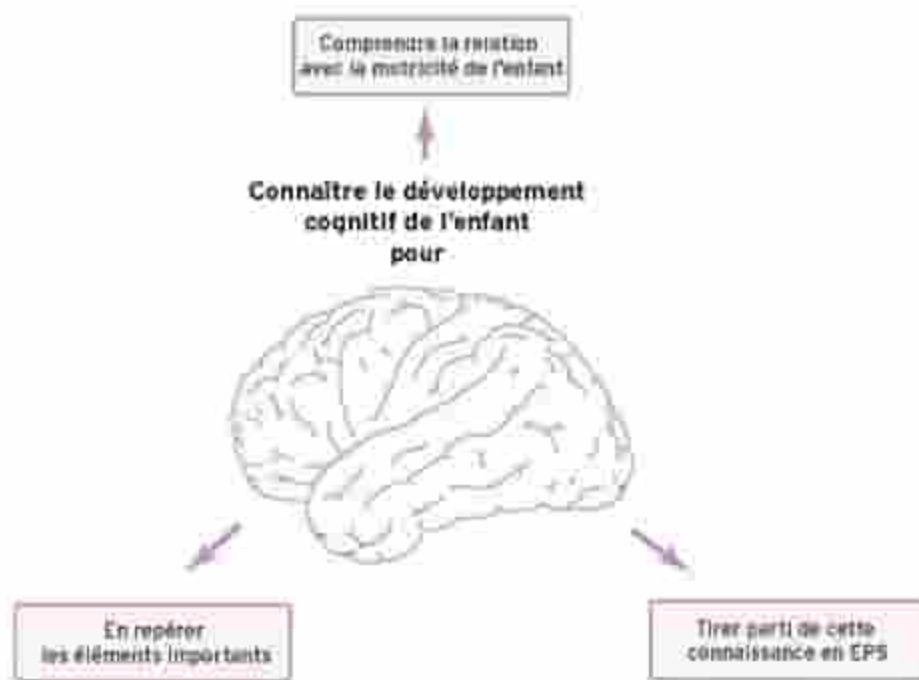 Comprendre la relation
avec la motricité de l'enfant
Connaître le développement
cognitif de l'enfant
pour
En repérer
les éléments importants
Tirer parti de cette
connaissance en EPS